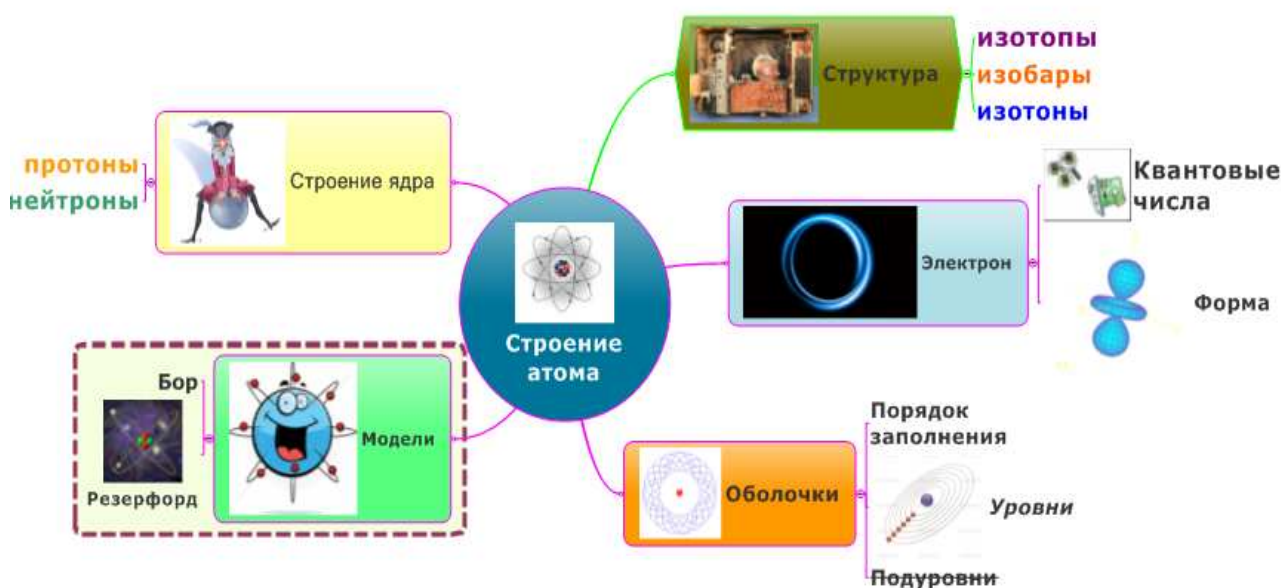 Строение
атома
Структура
изотопы
изобары
изотоны
Электрон
Квантовые
числа
Форма
Оболочки
Порядок
заполнения
Уровни
Подуровни
Модели
Бор
Резерфорд
Строение ядра
протоны
нейтроны